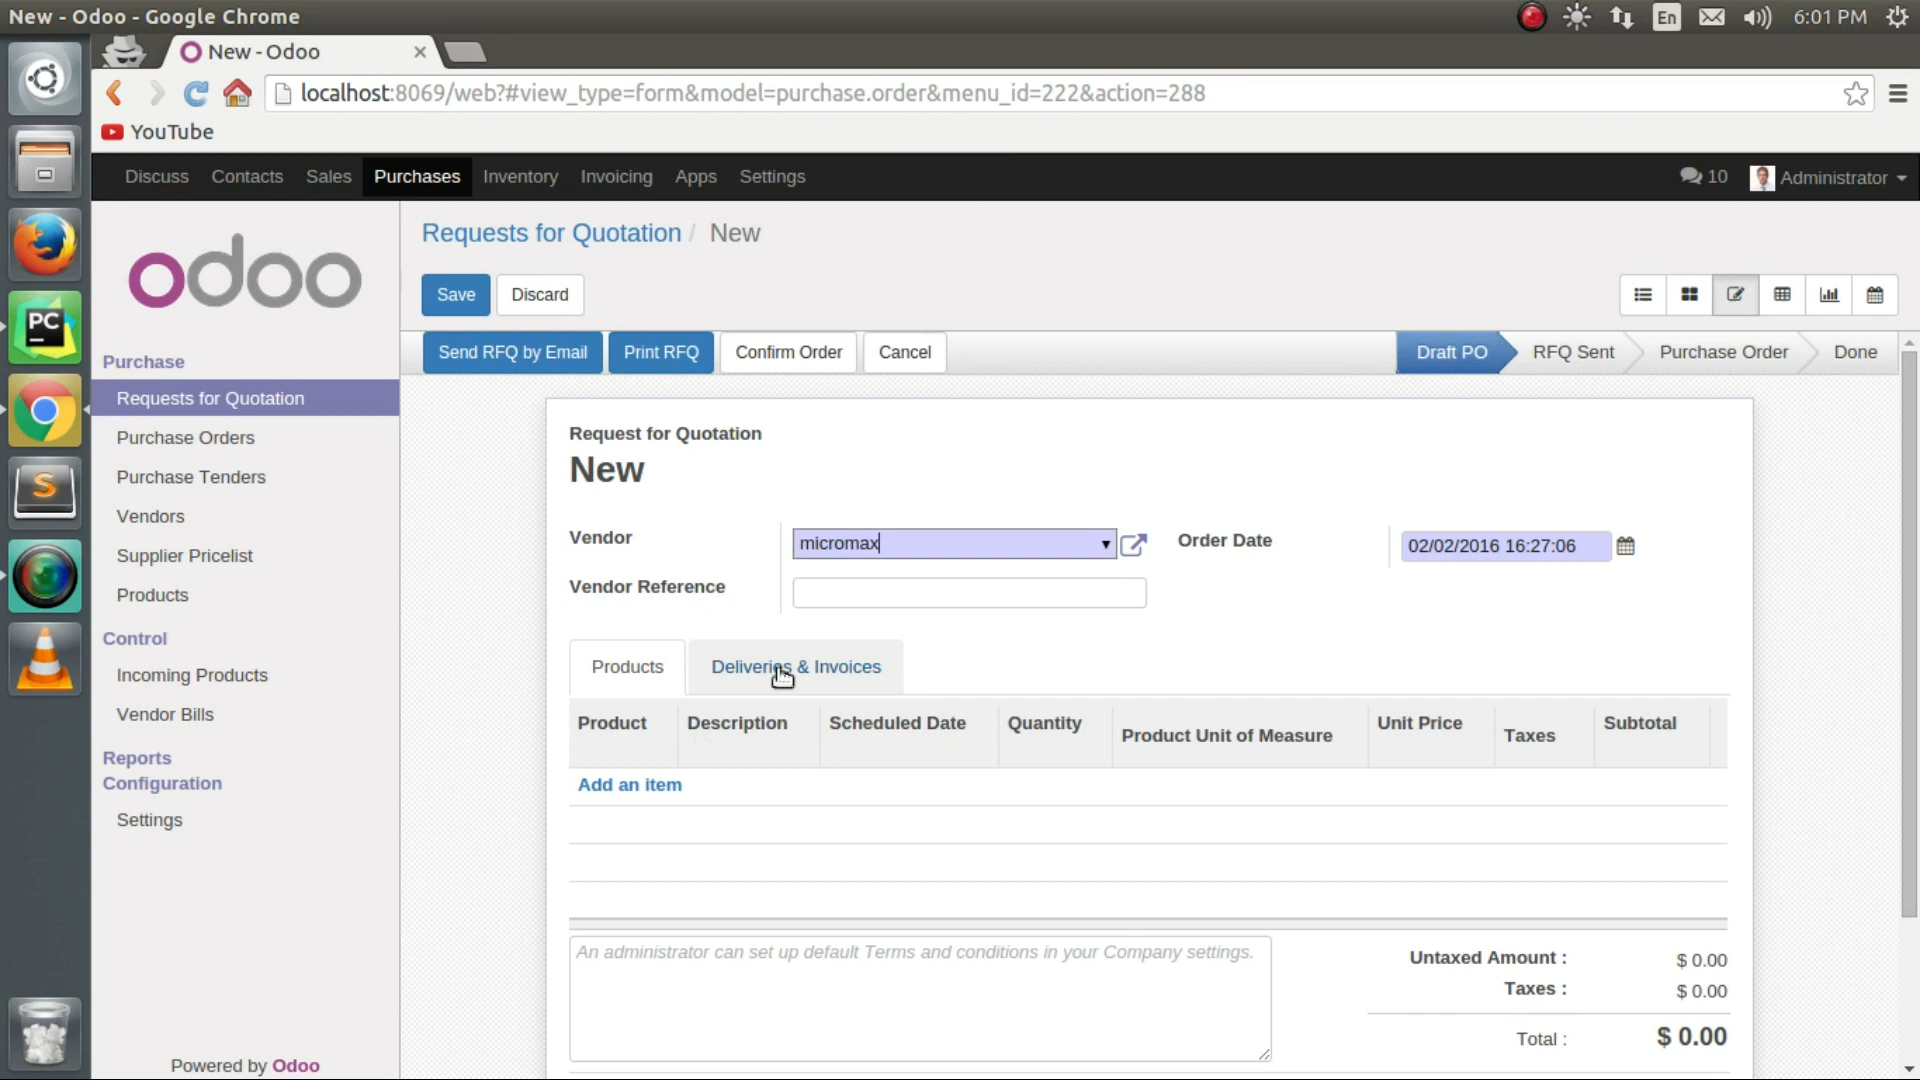 New - Odoo - Google Chrome
En
6:01 PM
New - Odoo
localhost:8069/web?#view_type=form&model=purchase.order&menu_id=222&action=288
YouTube
Discuss Contacts Sales Purchases Inventory Invoicing Apps Settings
10 Administrator
odoo
Requests for Quotation / New
Save Discard
Send RFQ by Email Print RFQ Confirm Order Cancel
Draft PO RFQ Sent Purchase Order Done
PC
S
Purchase
Requests for Quotation
Purchase Orders
Purchase Tenders
Vendors
Supplier Pricelist
Products
Control
Incoming Products
Vendor Bills
Reports
Configuration
Settings
Powered by Odoo
Request for Quotation
New
Vendor micromax
Order Date 02/02/2016 16:27:06
Vendor Reference
Products Deliveries & Invoices
Product Description Scheduled Date Quantity Product Unit of Measure Unit Price Taxes Subtotal
Add an item
An administrator can set up default Terms and conditions in your Company settings.
Untaxed Amount : $ 0.00
Taxes : $ 0.00
Total : $ 0.00